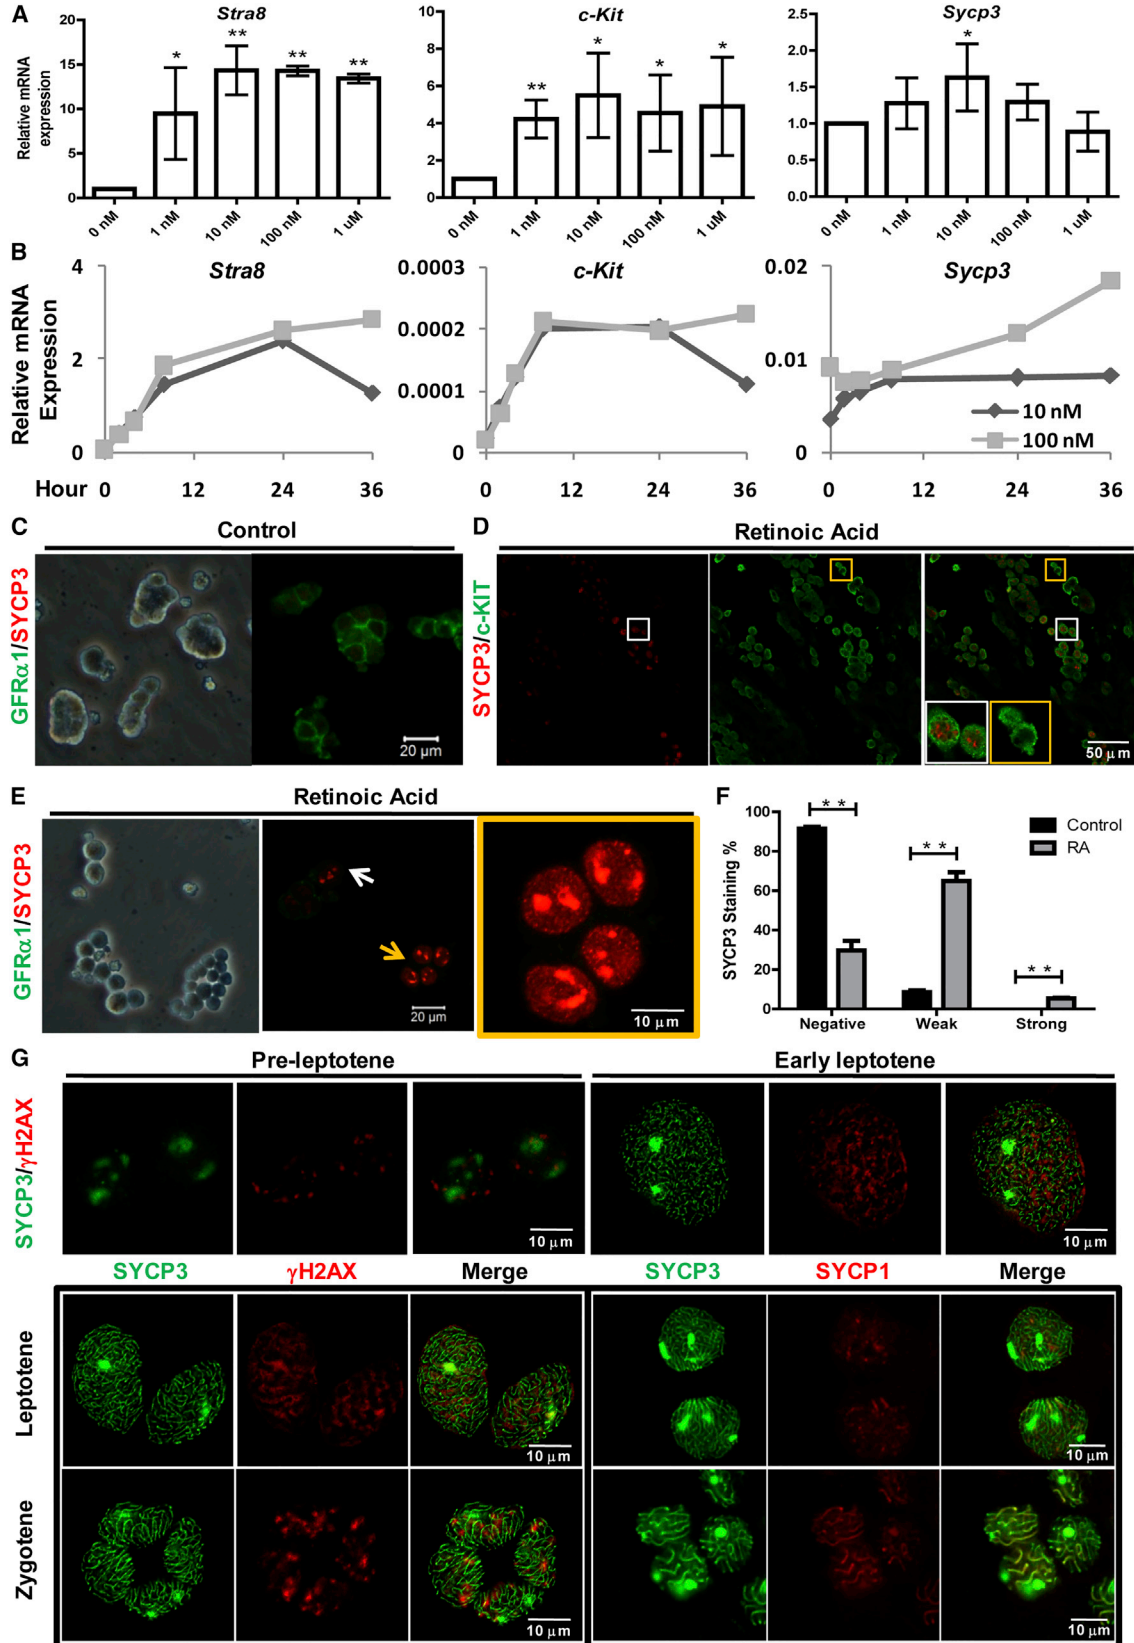 A
Stra8
c-Kit
Sycp3
Relative mRNA
expression
20
15
10
5
0
* ** ** **
0 nM 1 nM 10 nM 100 nM 1 uM
10
8
6
4
2
0
** * * *
0 nM 1 nM 10 nM 100 nM 1 uM
2.5
2.0
1.5
1.0
0.5
0.0
*
0 nM 1 nM 10 nM 100 nM 1 uM
B
Stra8
c-Kit
Sycp3
Relative mRNA
Expression
4
2
0
0.0003
0.0002
0.0001
0
0.02
0.01
0
10 nM
100 nM
Hour 0 12 24 36
0 12 24 36
0 12 24 36
C
Control
GFRα1/SYCP3
20 μm
D
Retinoic Acid
SYCP3/c-KIT
50 μm
E
Retinoic Acid
GFRα1/SYCP3
20 μm
10 μm
F
SYCP3 Staining %
100
80
60
40
20
0
* *
* *
* *
Control
RA
Negative Weak Strong
G
Pre-leptotene
Early leptotene
SYCP3/γH2AX
10 μm
10 μm
SYCP3 γH2AX Merge
SYCP3 SYCP1 Merge
Leptotene
10 μm
10 μm
Zygotene
10 μm
10 μm